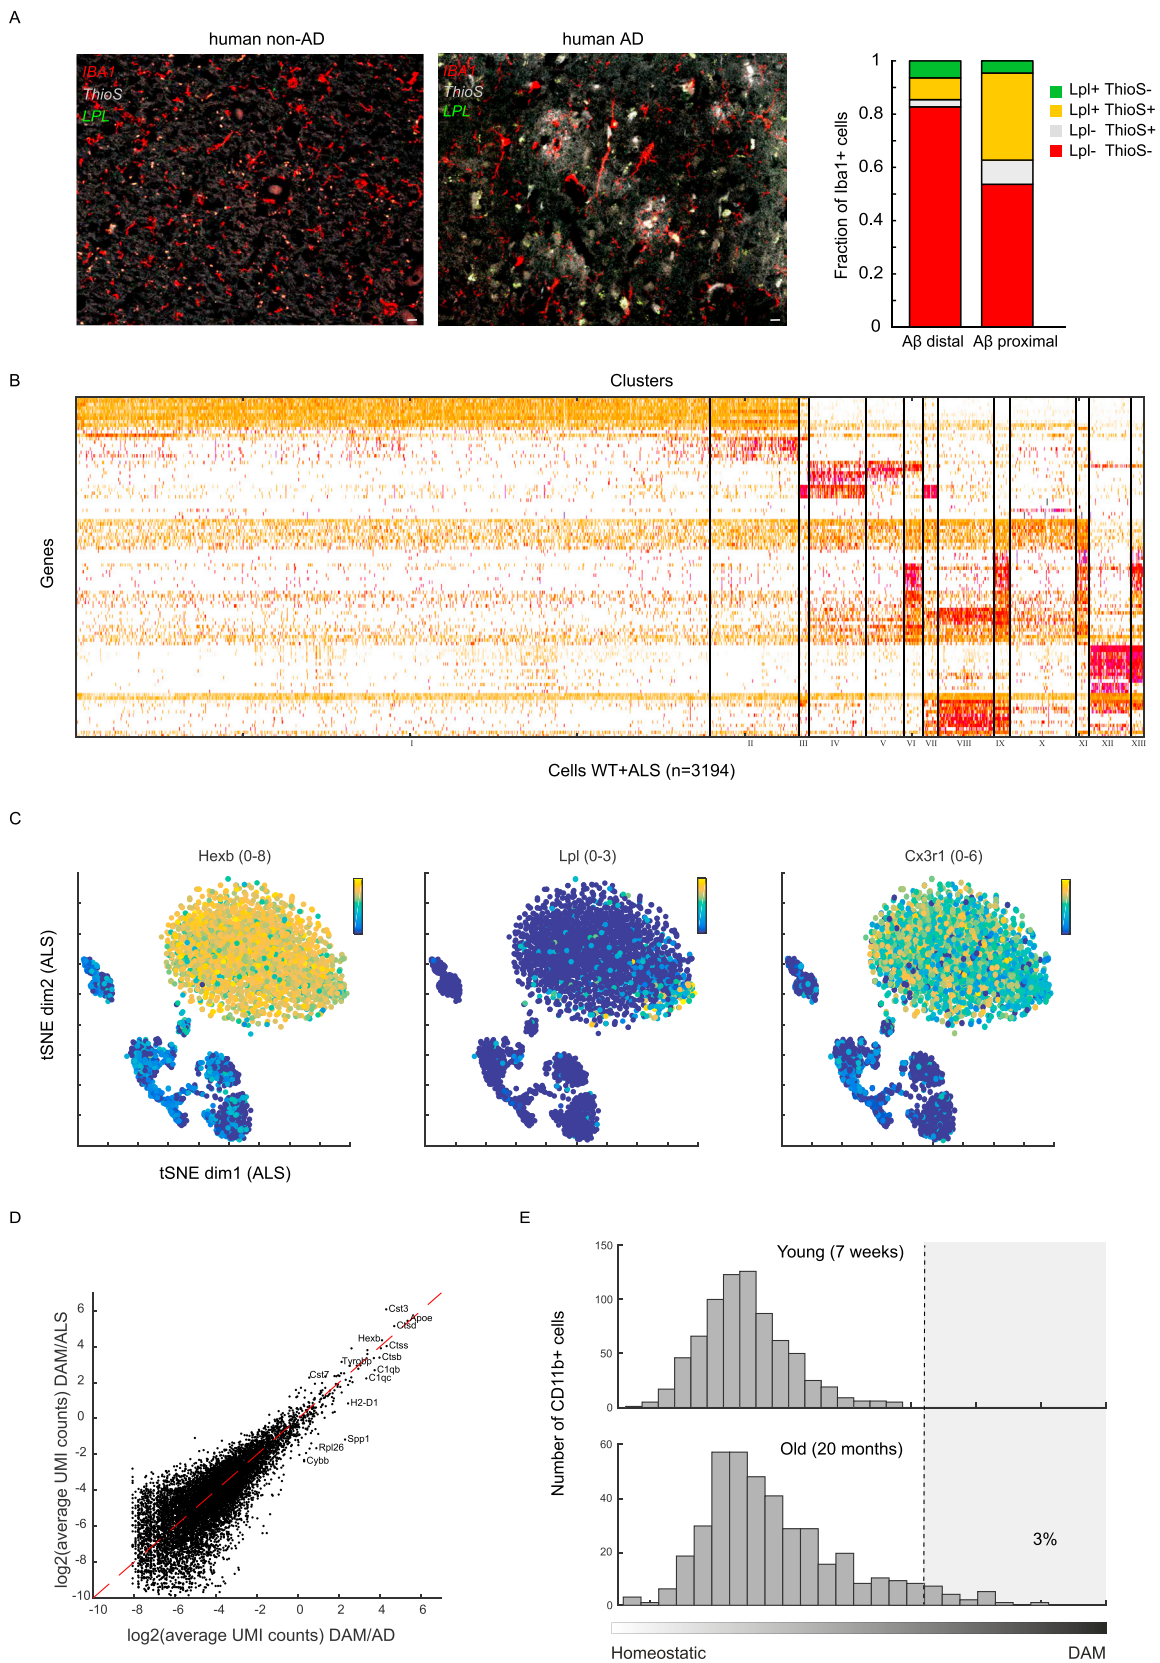 A
human non-AD
human AD
IBA1
ThioS
LPL
IBA1
ThioS
LPL
Fraction of Iba1+ cells
1
0.8
0.6
0.4
0.2
0
Aβ distal
Aβ proximal
Lpl+ ThioS-
Lpl+ ThioS+
Lpl- ThioS+
Lpl- ThioS-
B
Clusters
Genes
I II III IV V VI VII VIII IX X XI XII XIII
Cells WT+ALS (n=3194)
C
Hexb (0-8)
Lpl (0-3)
Cx3r1 (0-6)
tSNE dim2 (ALS)
tSNE dim1 (ALS)
D
log2(average UMI counts) DAM/ALS
6
4
2
0
-2
-4
-6
-8
-10
Cst3
Apoe
Ctsd
Hexb
Ctss
Tyrobp
Ctsb
C1qb
Cst7
C1qc
H2-D1
Spp1
Rpl26
Cybb
-10 -8 -6 -4 -2 0 2 4 6
log2(average UMI counts) DAM/AD
E
Number of CD11b+ cells
Young (7 weeks)
150
100
50
0
Old (20 months)
60
40
20
0
3%
Homeostatic
DAM